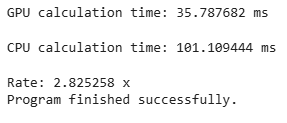 GPU calculation time: 35.787682 ms
CPU calculation time: 101.109444 ms
Rate: 2.825258 x
Program finished successfully.